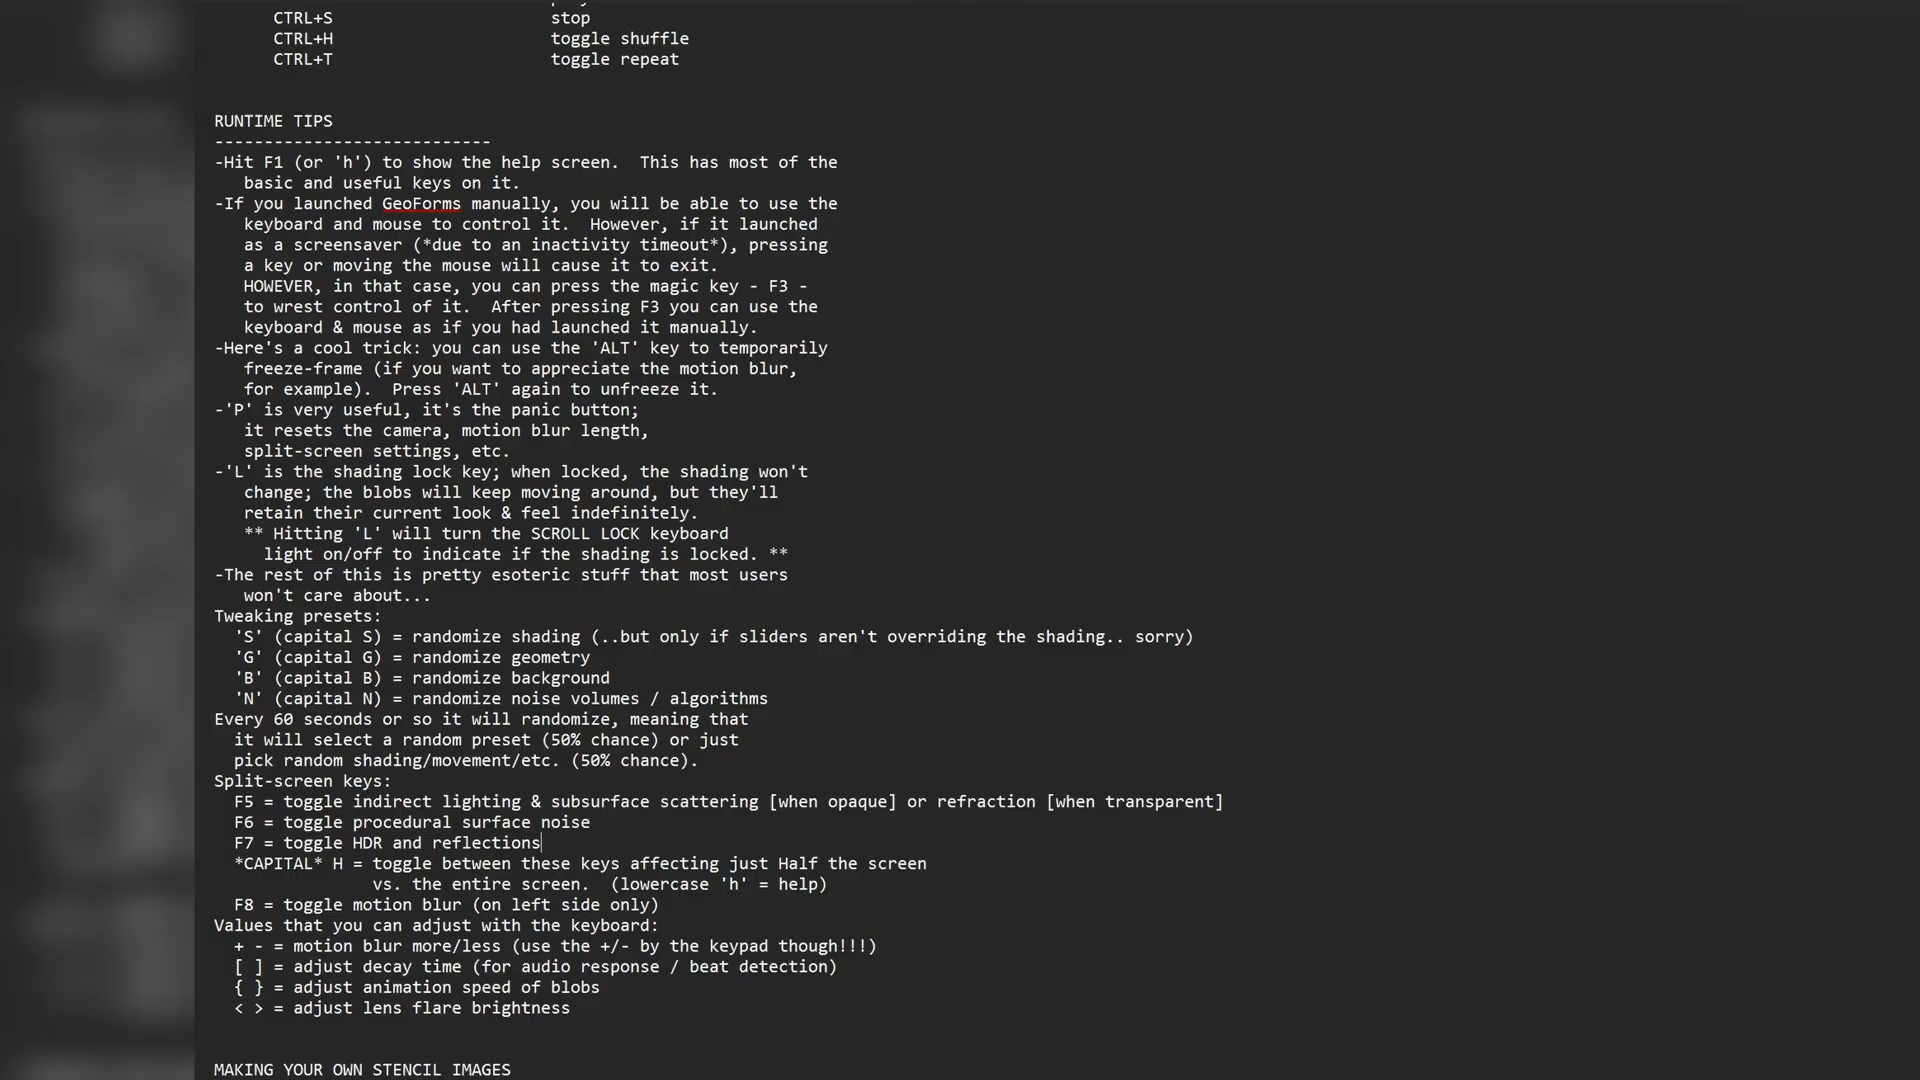 CTRL+S stop
CTRL+H toggle shuffle
CTRL+T toggle repeat
RUNTIME TIPS
----------------------------
-Hit F1 (or 'h') to show the help screen.  This has most of the
basic and useful keys on it.
-If you launched GeoForms manually, you will be able to use the
keyboard and mouse to control it.  However, if it launched
as a screensaver (*due to an inactivity timeout*), pressing
a key or moving the mouse will cause it to exit.
HOWEVER, in that case, you can press the magic key - F3 -
to wrest control of it.  After pressing F3 you can use the
keyboard & mouse as if you had launched it manually.
-Here's a cool trick: you can use the 'ALT' key to temporarily
freeze-frame (if you want to appreciate the motion blur,
for example).  Press 'ALT' again to unfreeze it.
-'P' is very useful, it's the panic button;
it resets the camera, motion blur length,
split-screen settings, etc.
-'L' is the shading lock key; when locked, the shading won't
change; the blobs will keep moving around, but they'll
retain their current look & feel indefinitely.
** Hitting 'L' will turn the SCROLL LOCK keyboard
light on/off to indicate if the shading is locked. **
-The rest of this is pretty esoteric stuff that most users
won't care about...
Tweaking presets:
'S' (capital S) = randomize shading (..but only if sliders aren't overriding the shading.. sorry)
'G' (capital G) = randomize geometry
'B' (capital B) = randomize background
'N' (capital N) = randomize noise volumes / algorithms
Every 60 seconds or so it will randomize, meaning that
it will select a random preset (50% chance) or just
pick random shading/movement/etc. (50% chance).
Split-screen keys:
F5 = toggle indirect lighting & subsurface scattering [when opaque] or refraction [when transparent]
F6 = toggle procedural surface noise
F7 = toggle HDR and reflections
*CAPITAL* H = toggle between these keys affecting just Half the screen
vs. the entire screen.  (lowercase 'h' = help)
F8 = toggle motion blur (on left side only)
Values that you can adjust with the keyboard:
+ - = motion blur more/less (use the +/- by the keypad though!!!)
[ ] = adjust decay time (for audio response / beat detection)
{ } = adjust animation speed of blobs
< > = adjust lens flare brightness
MAKING YOUR OWN STENCIL IMAGES